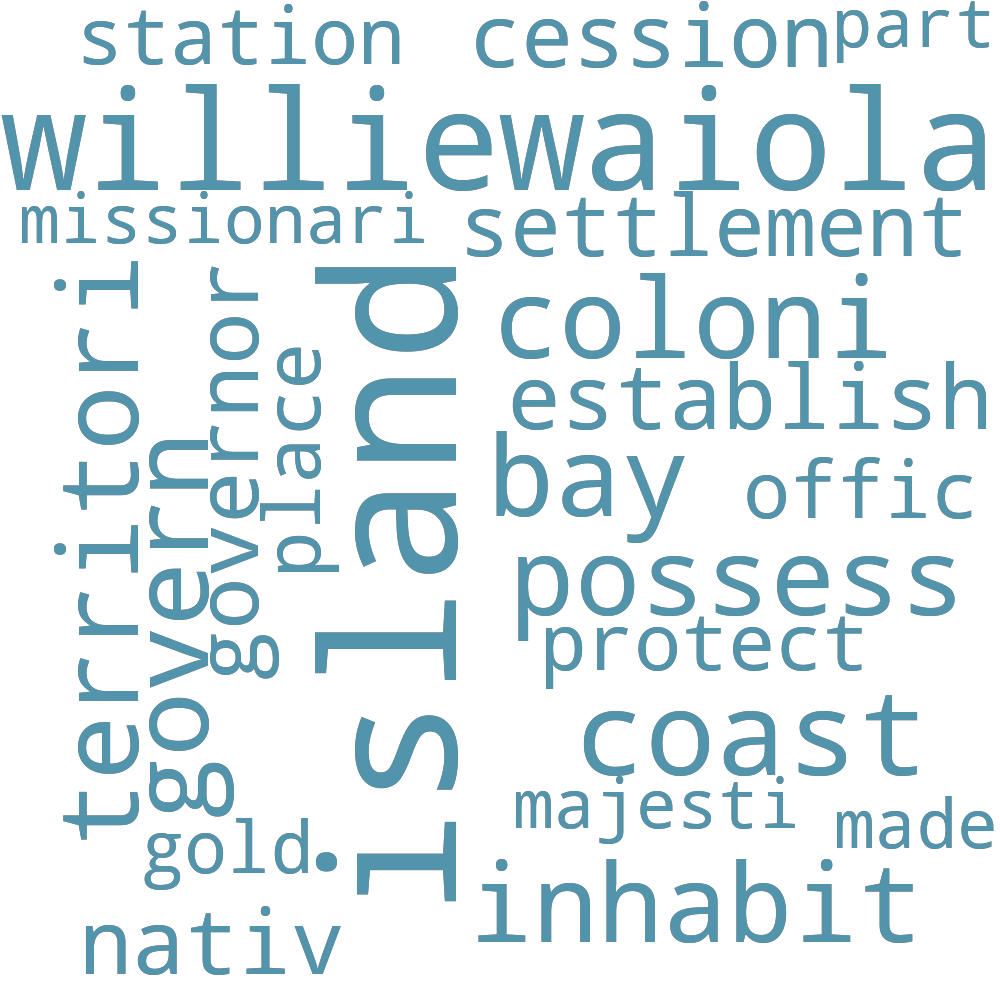 station
cession
part
williewaiola
missionari
settlement
territori
govern
governor
place
island
coloni
establish
bay
offic
possess
protect
coast
majesti
made
gold
inhabit
nativ